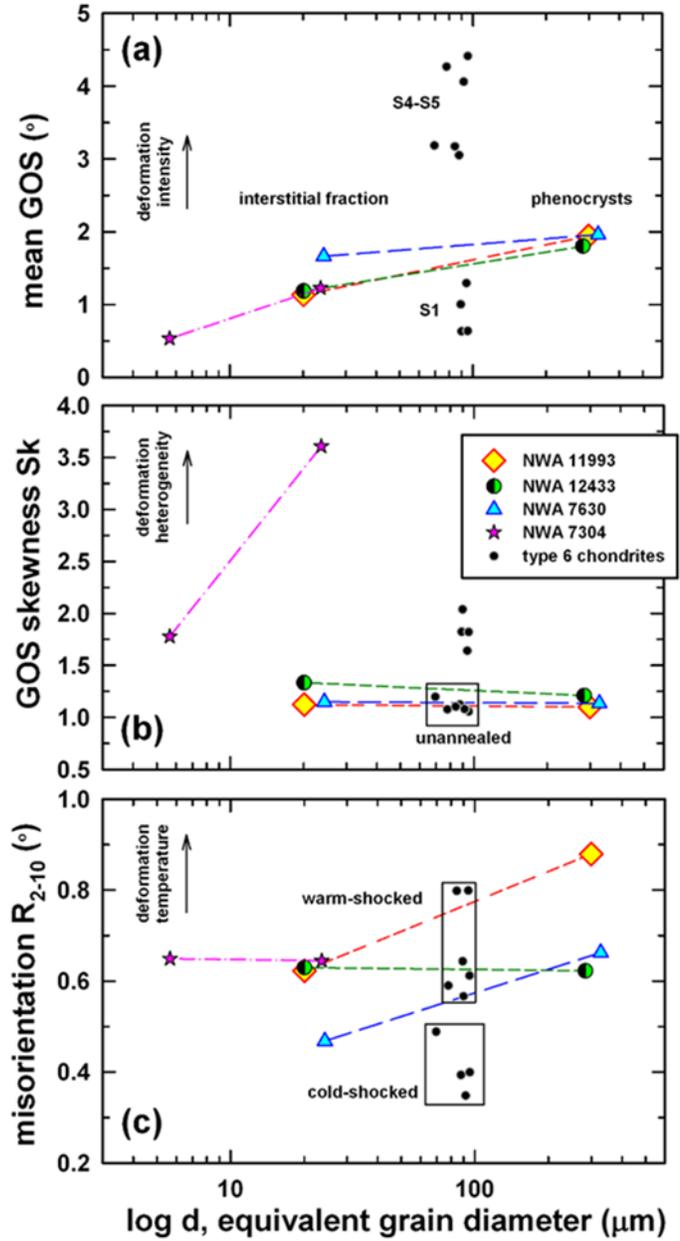 (a)
mean GOS (°)
5
4
3
2
1
0
deformation
intensity
S4-S5
interstitial fraction
phenocrysts
S1
GOS skewness Sk
4.0
3.5
3.0
2.5
2.0
1.5
1.0
0.5
deformation
heterogeneity
NWA 11993
NWA 12433
NWA 7630
NWA 7304
type 6 chondrites
(b)
unannealed
misorientation R2-10 (°)
1.0
0.8
0.6
0.4
0.2
deformation
temperature
warm-shocked
cold-shocked
(c)
10
100
log d, equivalent grain diameter (μm)